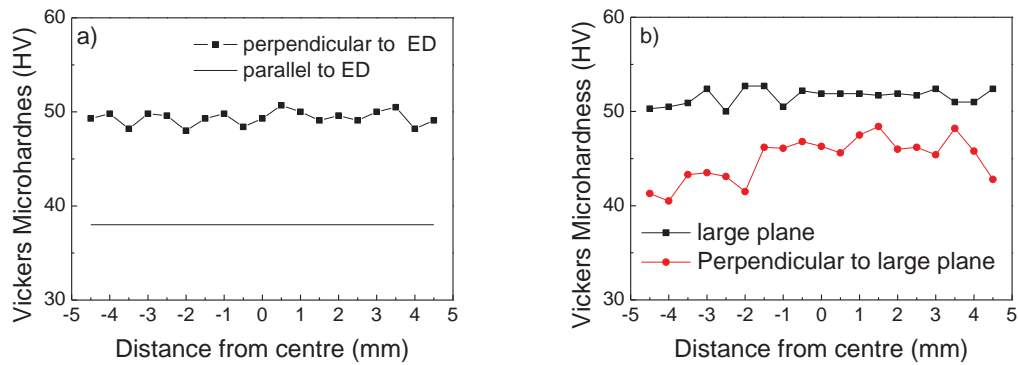 a)
perpendicular to ED
parallel to ED
Vickers Microhardnes (HV)
60
50
40
30
-5 -4 -3 -2 -1 0 1 2 3 4 5
Distance from centre (mm)
b)
large plane
Perpendicular to large plane
Vickers Microhardness (HV)
60
50
40
30
-5 -4 -3 -2 -1 0 1 2 3 4 5
Distance from centre (mm)